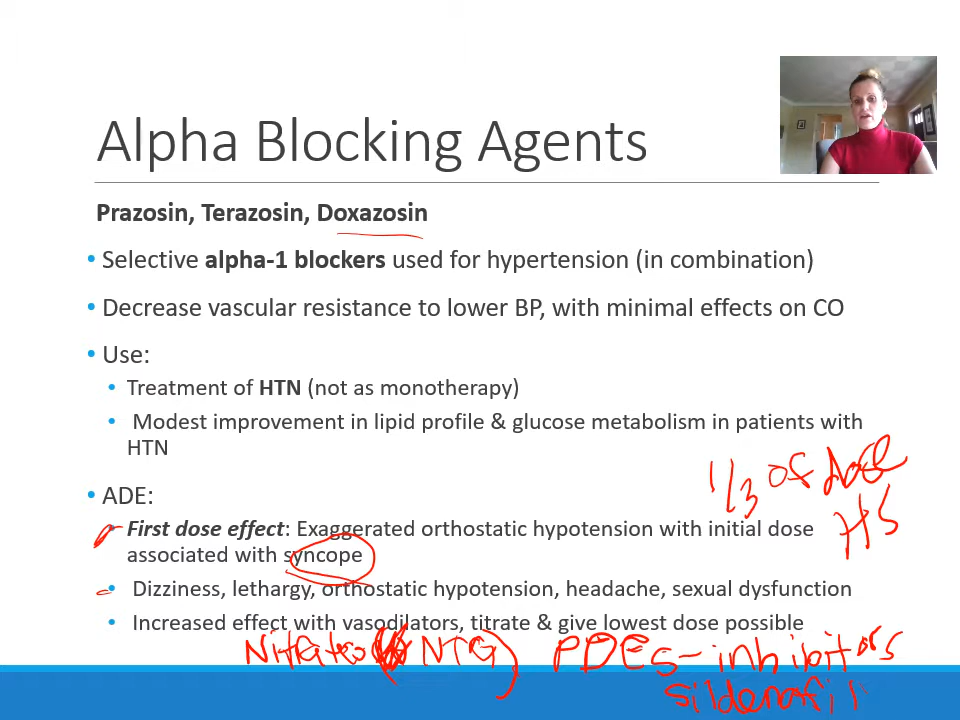 Alpha Blocking Agents
Prazosin, Terazosin, Doxazosin
• Selective alpha-1 blockers used for hypertension (in combination)
• Decrease vascular resistance to lower BP, with minimal effects on CO
• Use:
• Treatment of HTN (not as monotherapy)
• Modest improvement in lipid profile & glucose metabolism in patients with
HTN
1/3 of dose
HS
• ADE:
• First dose effect: Exaggerated orthostatic hypotension with initial dose
associated with syncope
• Dizziness, lethargy, orthostatic hypotension, headache, sexual dysfunction
• Increased effect with vasodilators, titrate & give lowest dose possible
Nitrates (NTG) PDE5-inhibitors
sildenafil